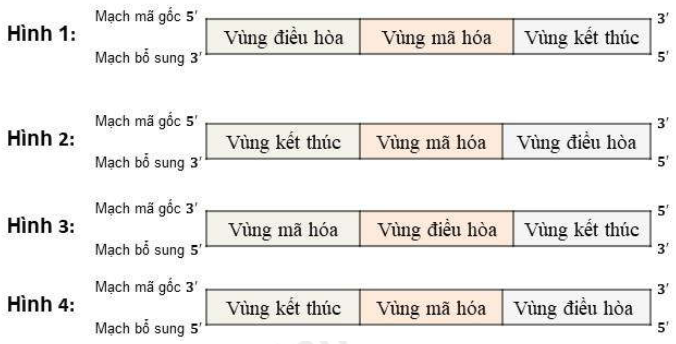 Mạch mã gốc 5' 3'
Hình 1: Vùng điều hòa Vùng mã hóa Vùng kết thúc
Mạch bổ sung 3' 5'
Mạch mã gốc 5' 3'
Hình 2: Vùng kết thúc Vùng mã hóa Vùng điều hòa
Mạch bổ sung 3' 5'
Mạch mã gốc 3' 5'
Hình 3: Vùng mã hóa Vùng điều hòa Vùng kết thúc
Mạch bổ sung 5' 3'
Mạch mã gốc 3' 3'
Hình 4: Vùng kết thúc Vùng mã hóa Vùng điều hòa
Mạch bổ sung 5' 5'